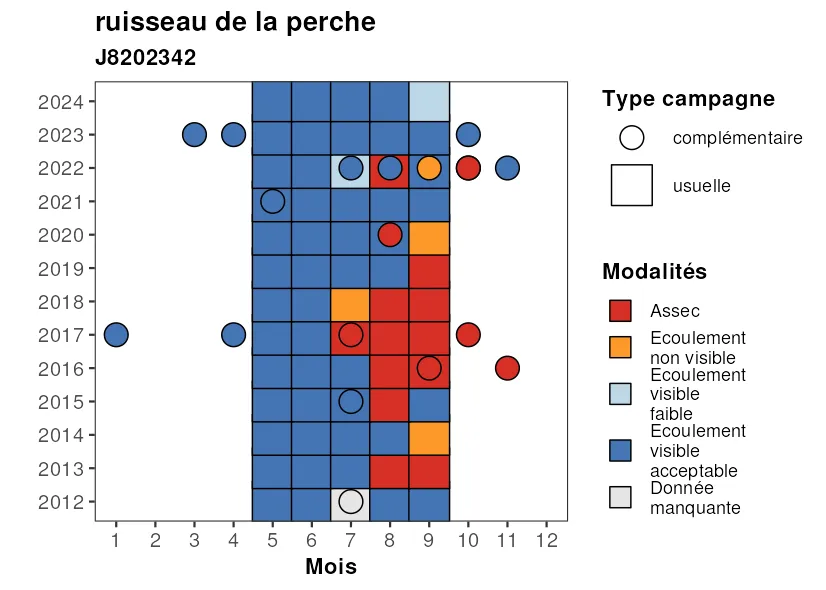 ruisseau de la perche
J8202342
2024
2023
2022
2021
2020
2019
2018
2017
2016
2015
2014
2013
2012
1 2 3 4 5 6 7 8 9 10 11 12
Mois
Type campagne
complémentaire
usuelle
Modalités
Assec
Ecoulement
non visible
Ecoulement
visible
faible
Ecoulement
visible
acceptable
Donnée
manquante